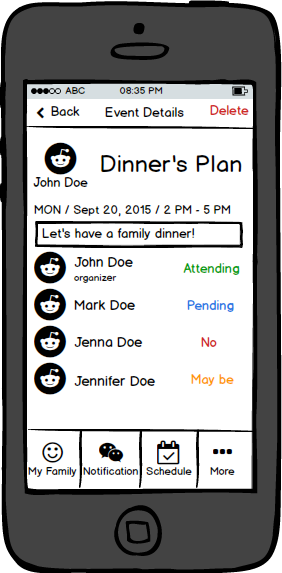 ABC 08:35 PM
Back Event Details Delete
Dinner's Plan
John Doe
MON / Sept 20, 2015 / 2 PM - 5 PM
Let's have a family dinner!
John Doe Attending
organizer
Mark Doe Pending
Jenna Doe No
Jennifer Doe May be
My Family Notification Schedule More